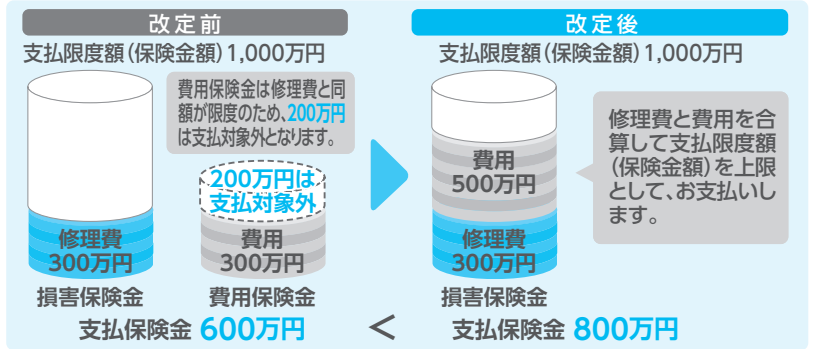 改定前
支払限度額(保険金額)1,000万円
費用保険金は修理費と同
額が限度のため、200万円
は支払対象外となります。
200万円は
支払対象外
修理費
300万円
費用
300万円
損害保険金
費用保険金
支払保険金 600万円
<
改定後
支払限度額(保険金額)1,000万円
費用
500万円
修理費
300万円
修理費と費用を合
算して支払限度額
(保険金額)を上限
として、お支払いし
ます。
損害保険金
支払保険金 800万円